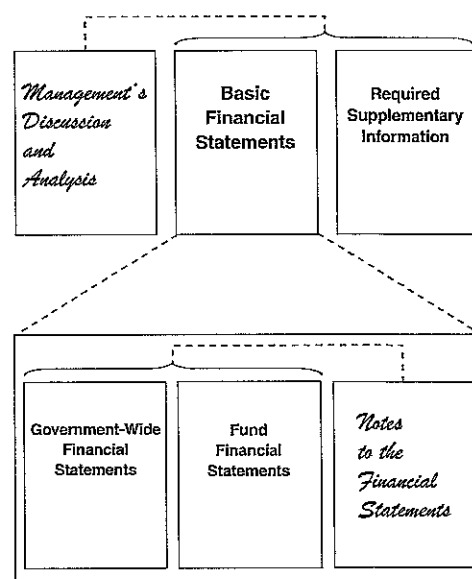 Management's
Discussion
and
Analysis
Basic
Financial
Statements
Required
Supplementary
Information
Government-Wide
Financial
Statements
Fund
Financial
Statements
Notes
to the
Financial
Statements